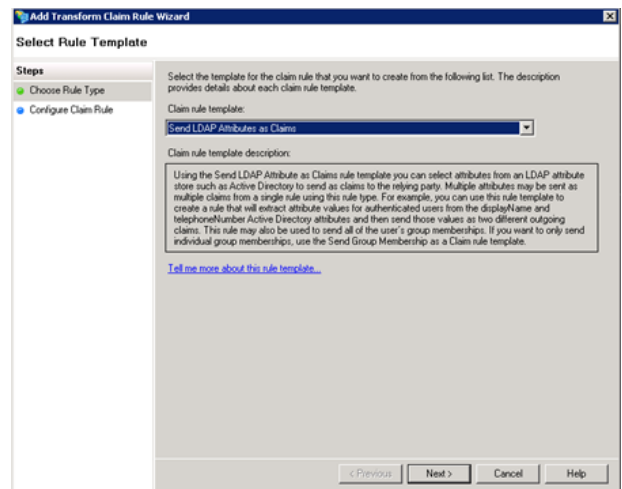 Add Transform Claim Rule Wizard
Select Rule Template
Steps
Choose Rule Type
Configure Claim Rule
Select the template for the claim rule that you want to create from the following list. The description
provides details about each claim rule template.
Claim rule template:
Send LDAP Attributes as Claims
Claim rule template description:
Using the Send LDAP Attribute as Claims rule template you can select attributes from an LDAP attribute
store such as Active Directory to send as claims to the relying party. Multiple attributes may be sent as
multiple claims from a single rule using this rule type. For example, you can use this rule template to
create a rule that will extract attribute values for authenticated users from the displayName and
telephoneNumber Active Directory attributes and then send those values as two different outgoing
claims. This rule may also be used to send all of the user's group memberships. If you want to only send
individual group memberships, use the Send Group Membership as a Claim rule template.
Tell me more about this rule template...
< Previous
Next >
Cancel
Help